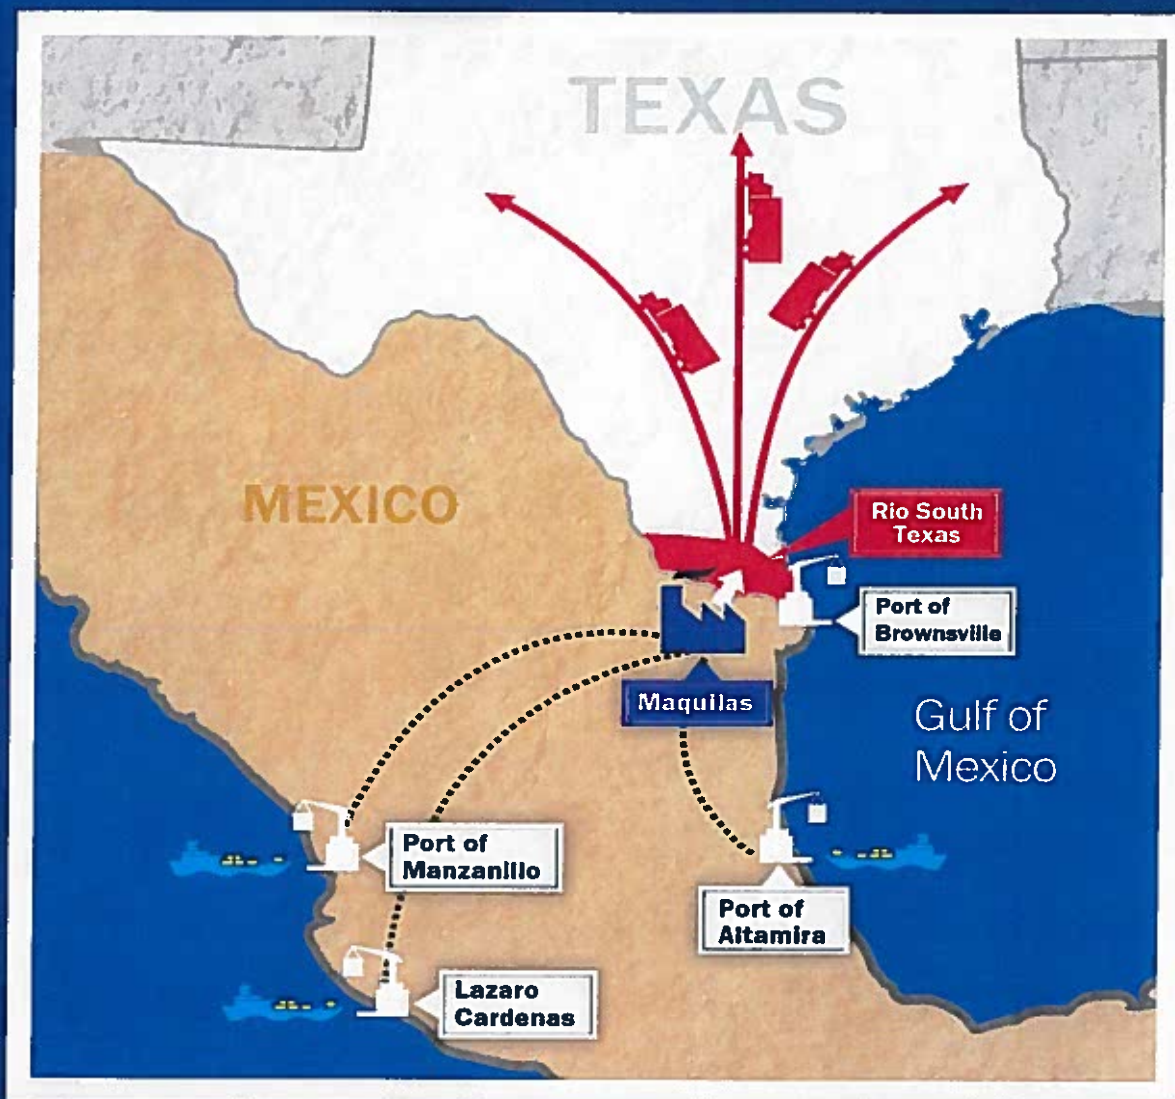 TEXAS
MEXICO
Rio South
Texas
Port of
Brownsville
Maquilas
Gulf of
Mexico
Port of
Manzanillo
Port of
Altamira
Lazaro
Cardenas